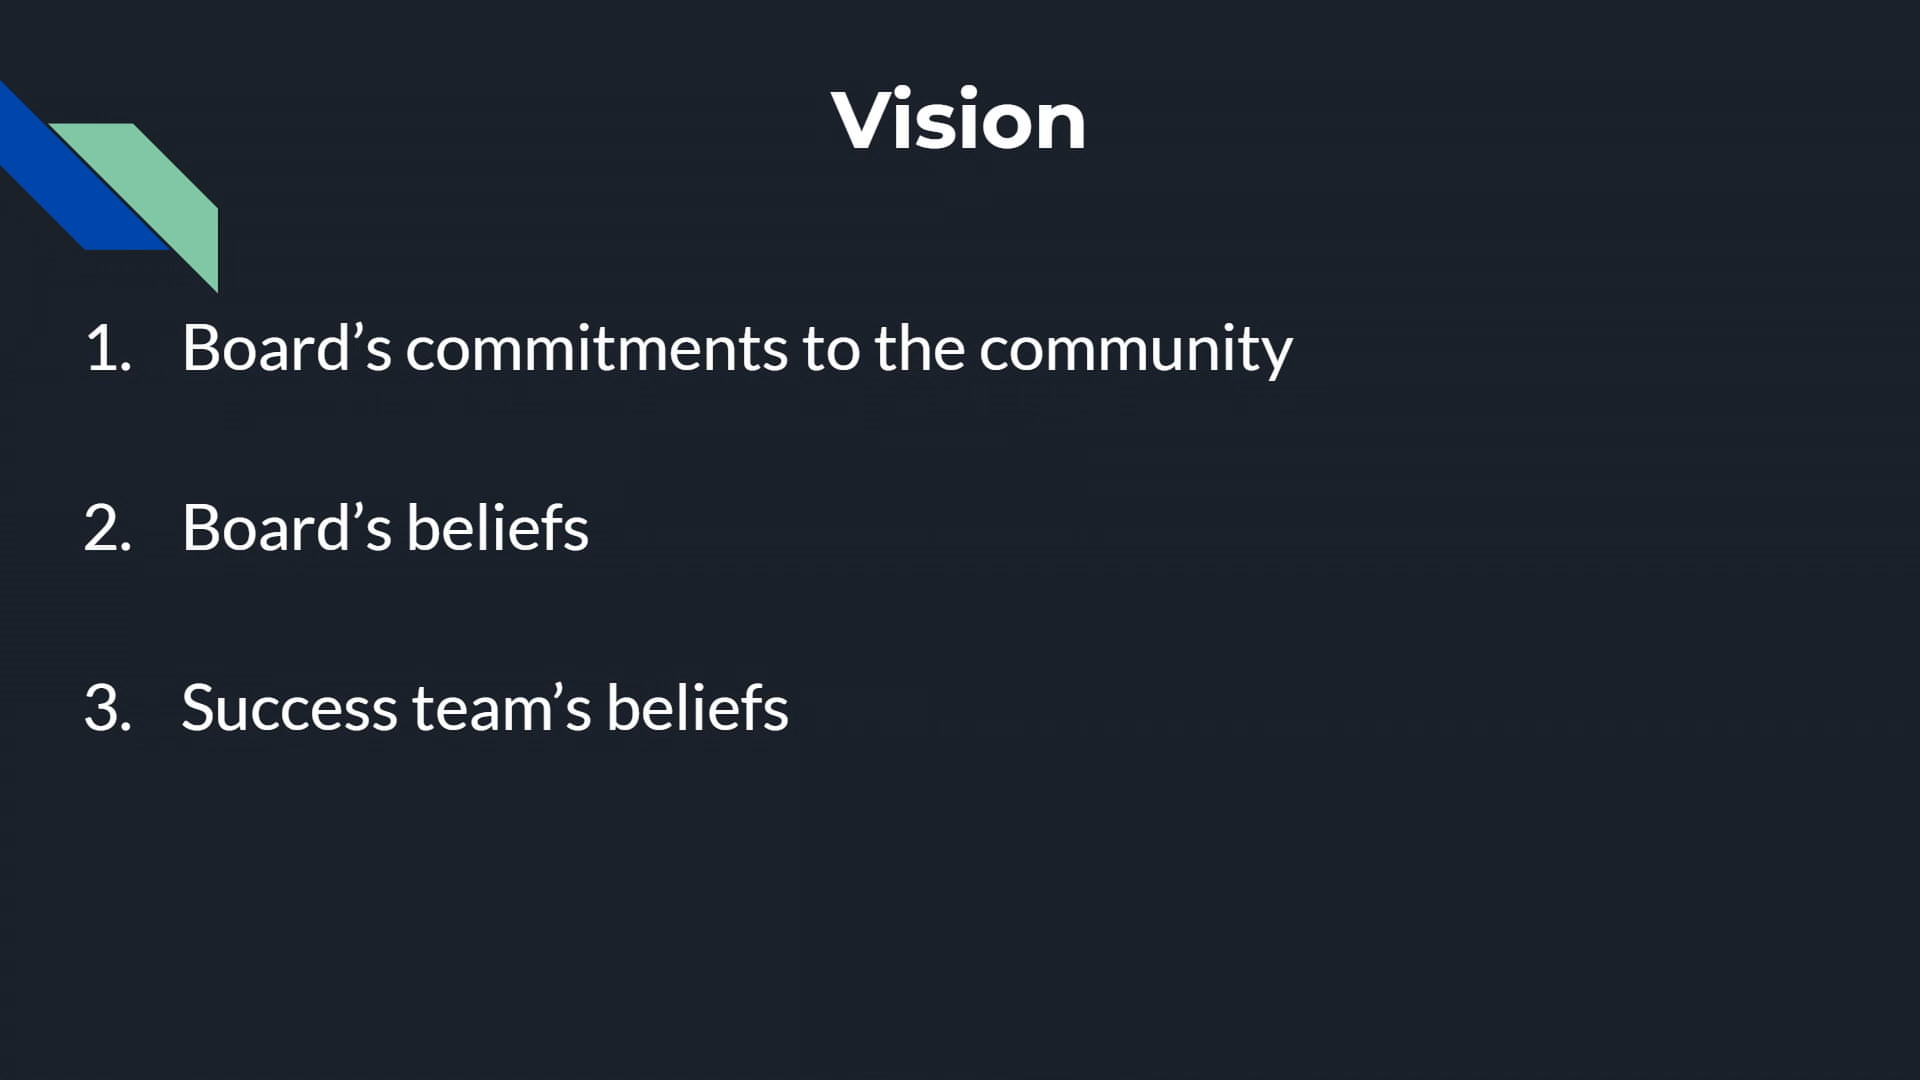 Vision
1. Board’s commitments to the community
2. Board’s beliefs
3. Success team’s beliefs